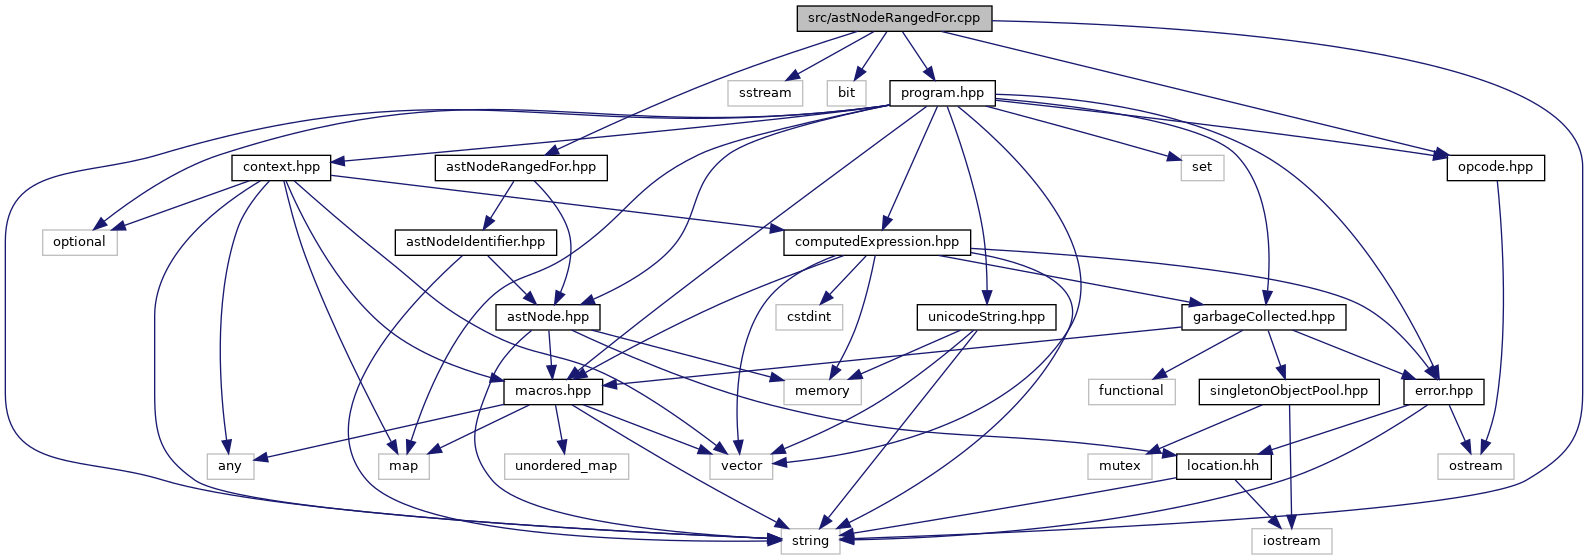 src/astNodeRangedFor.cpp
sstream
bit
program.hpp
context.hpp
astNodeRangedFor.hpp
set
opcode.hpp
optional
astNodeIdentifier.hpp
computedExpression.hpp
astNode.hpp
cstdint
unicodeString.hpp
garbageCollected.hpp
macros.hpp
memory
functional
singletonObjectPool.hpp
error.hpp
any
map
unordered_map
vector
mutex
location.hh
ostream
string
iostream